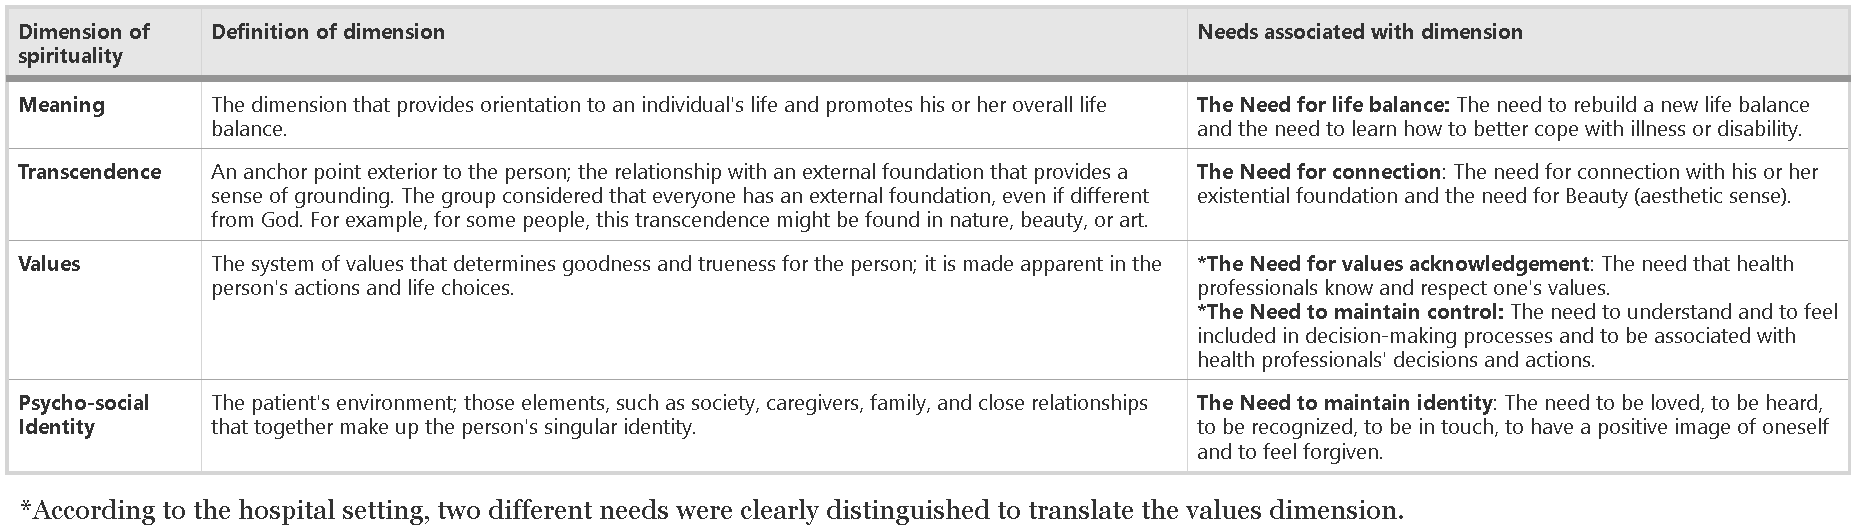 Dimension of
spirituality
Definition of dimension
Needs associated with dimension
Meaning
The dimension that provides orientation to an individual's life and promotes his or her overall life
balance.
The Need for life balance: The need to rebuild a new life balance
and the need to learn how to better cope with illness or disability.
Transcendence
An anchor point exterior to the person; the relationship with an external foundation that provides a
sense of grounding. The group considered that everyone has an external foundation, even if different
from God. For example, for some people, this transcendence might be found in nature, beauty, or art.
The Need for connection: The need for connection with his or her
existential foundation and the need for Beauty (aesthetic sense).
Values
The system of values that determines goodness and trueness for the person; it is made apparent in the
person's actions and life choices.
*The Need for values acknowledgement: The need that health
professionals know and respect one's values.
*The Need to maintain control: The need to understand and to feel
included in decision-making processes and to be associated with
health professionals' decisions and actions.
Psycho-social
Identity
The patient's environment; those elements, such as society, caregivers, family, and close relationships
that together make up the person's singular identity.
The Need to maintain identity: The need to be loved, to be heard,
to be recognized, to be in touch, to have a positive image of oneself
and to feel forgiven.
*According to the hospital setting, two different needs were clearly distinguished to translate the values dimension.